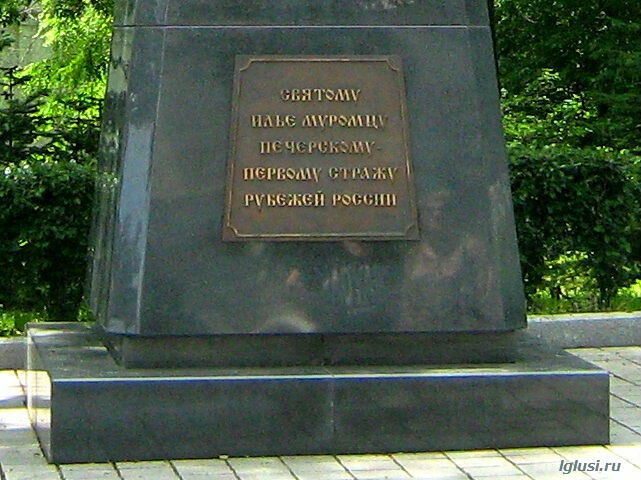 СВЯТОМУ
ИЛЬЕ МУРОМЦУ
ПЕЧЕРСКОМУ-
ПЕРВОМУ СТРАЖУ
РУБЕЖЕЙ РОССИИ
Iglusi.ru